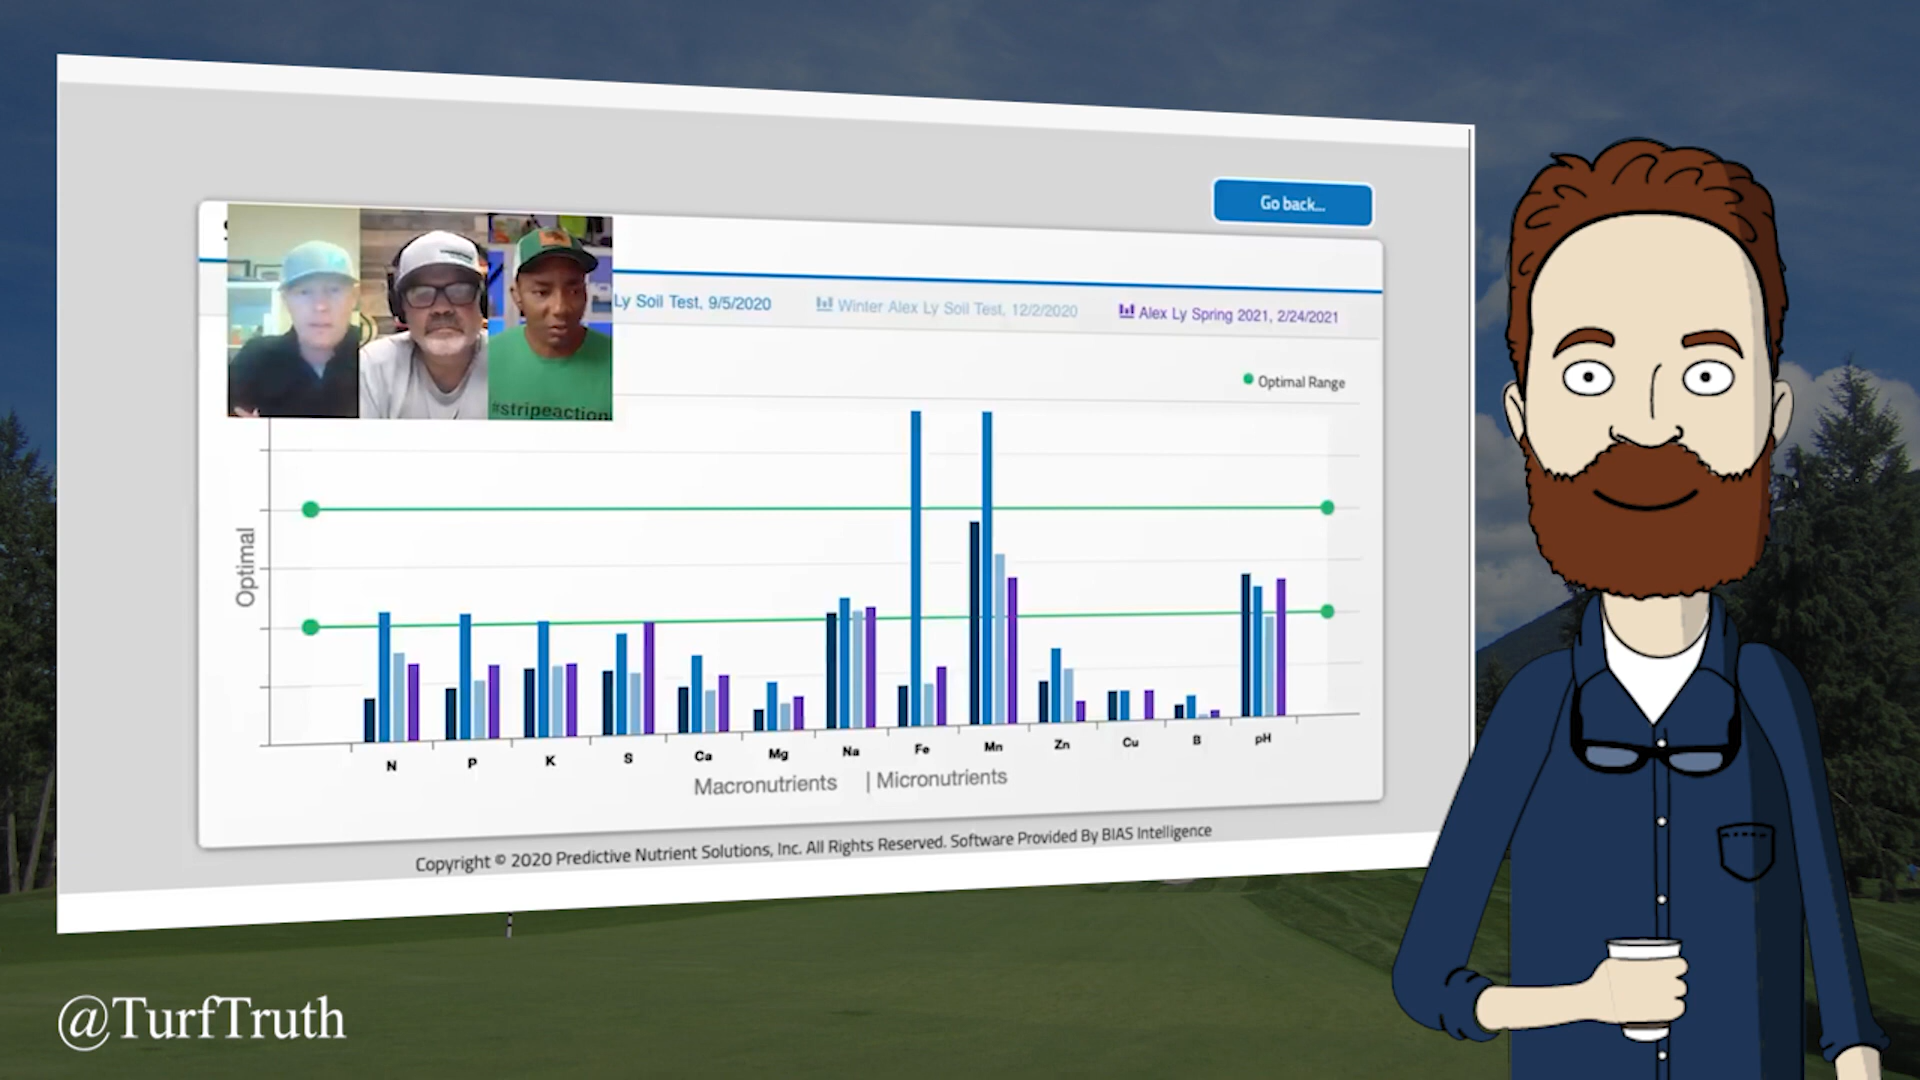 Go back...
Ly Soil Test, 9/5/2020
Winter Alex Ly Soil Test, 12/2/2020
Alex Ly Spring 2021, 2/24/2021
Optimal Range
#stripeaction
Optimal
N P K S Ca Mg Na Fe Mn Zn Cu B pH
Macronutrients | Micronutrients
Copyright © 2020 Predictive Nutrient Solutions, Inc. All Rights Reserved. Software Provided By BIAS Intelligence
@TurfTruth